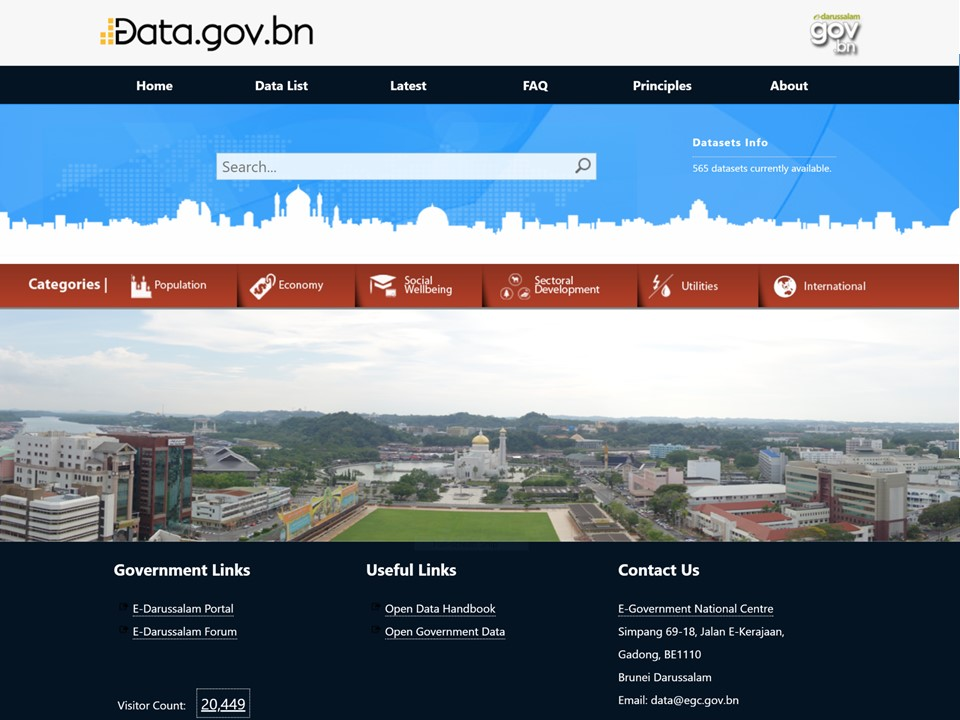 Data.gov.bn
e-darussalam
gov
.bn
Home Data List Latest FAQ Principles About
Datasets Info
Search...
565 datasets currently available.
Categories | Population Economy Social Wellbeing Sectoral Development Utilities International
Government Links
E-Darussalam Portal
E-Darussalam Forum
Visitor Count: 20,449
Useful Links
Open Data Handbook
Open Government Data
Contact Us
E-Government National Centre
Simpang 69-18, Jalan E-Kerajaan,
Gadong, BE1110
Brunei Darussalam
Email: data@egc.gov.bn